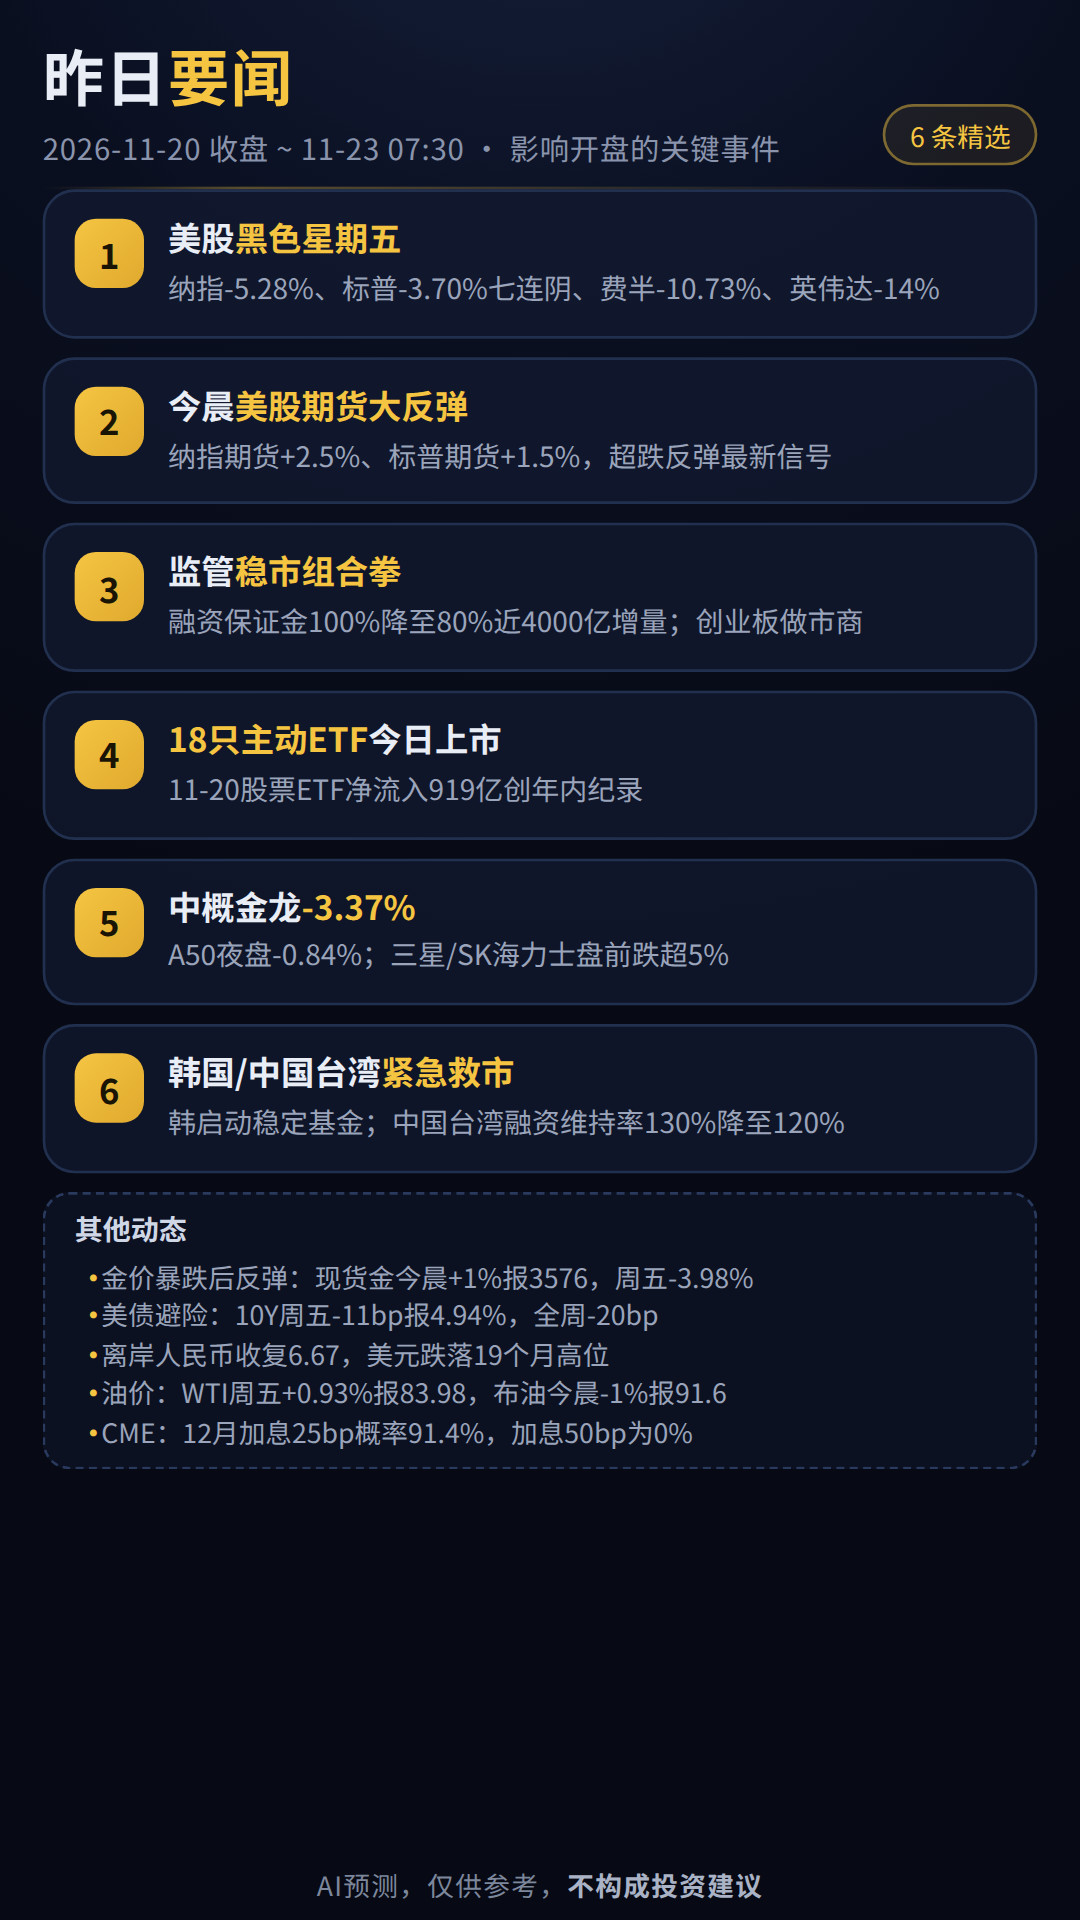 昨日要闻
2026-11-20 收盘 ~ 11-23 07:30 · 影响开盘的关键事件
6 条精选
1
美股黑色星期五
纳指-5.28%、标普-3.70%七连阴、费半-10.73%、英伟达-14%
2
今晨美股期货大反弹
纳指期货+2.5%、标普期货+1.5%，超跌反弹最新信号
3
监管稳市组合拳
融资保证金100%降至80%近4000亿增量；创业板做市商
4
18只主动ETF今日上市
11-20股票ETF净流入919亿创年内纪录
5
中概金龙-3.37%
A50夜盘-0.84%；三星/SK海力士盘前跌超5%
6
韩国/中国台湾紧急救市
韩启动稳定基金；中国台湾融资维持率130%降至120%
其他动态
•金价暴跌后反弹：现货金今晨+1%报3576，周五-3.98%
•美债避险：10Y周五-11bp报4.94%，全周-20bp
•离岸人民币收复6.67，美元跌落19个月高位
•油价：WTI周五+0.93%报83.98，布油今晨-1%报91.6
•CME：12月加息25bp概率91.4%，加息50bp为0%
AI预测，仅供参考，不构成投资建议